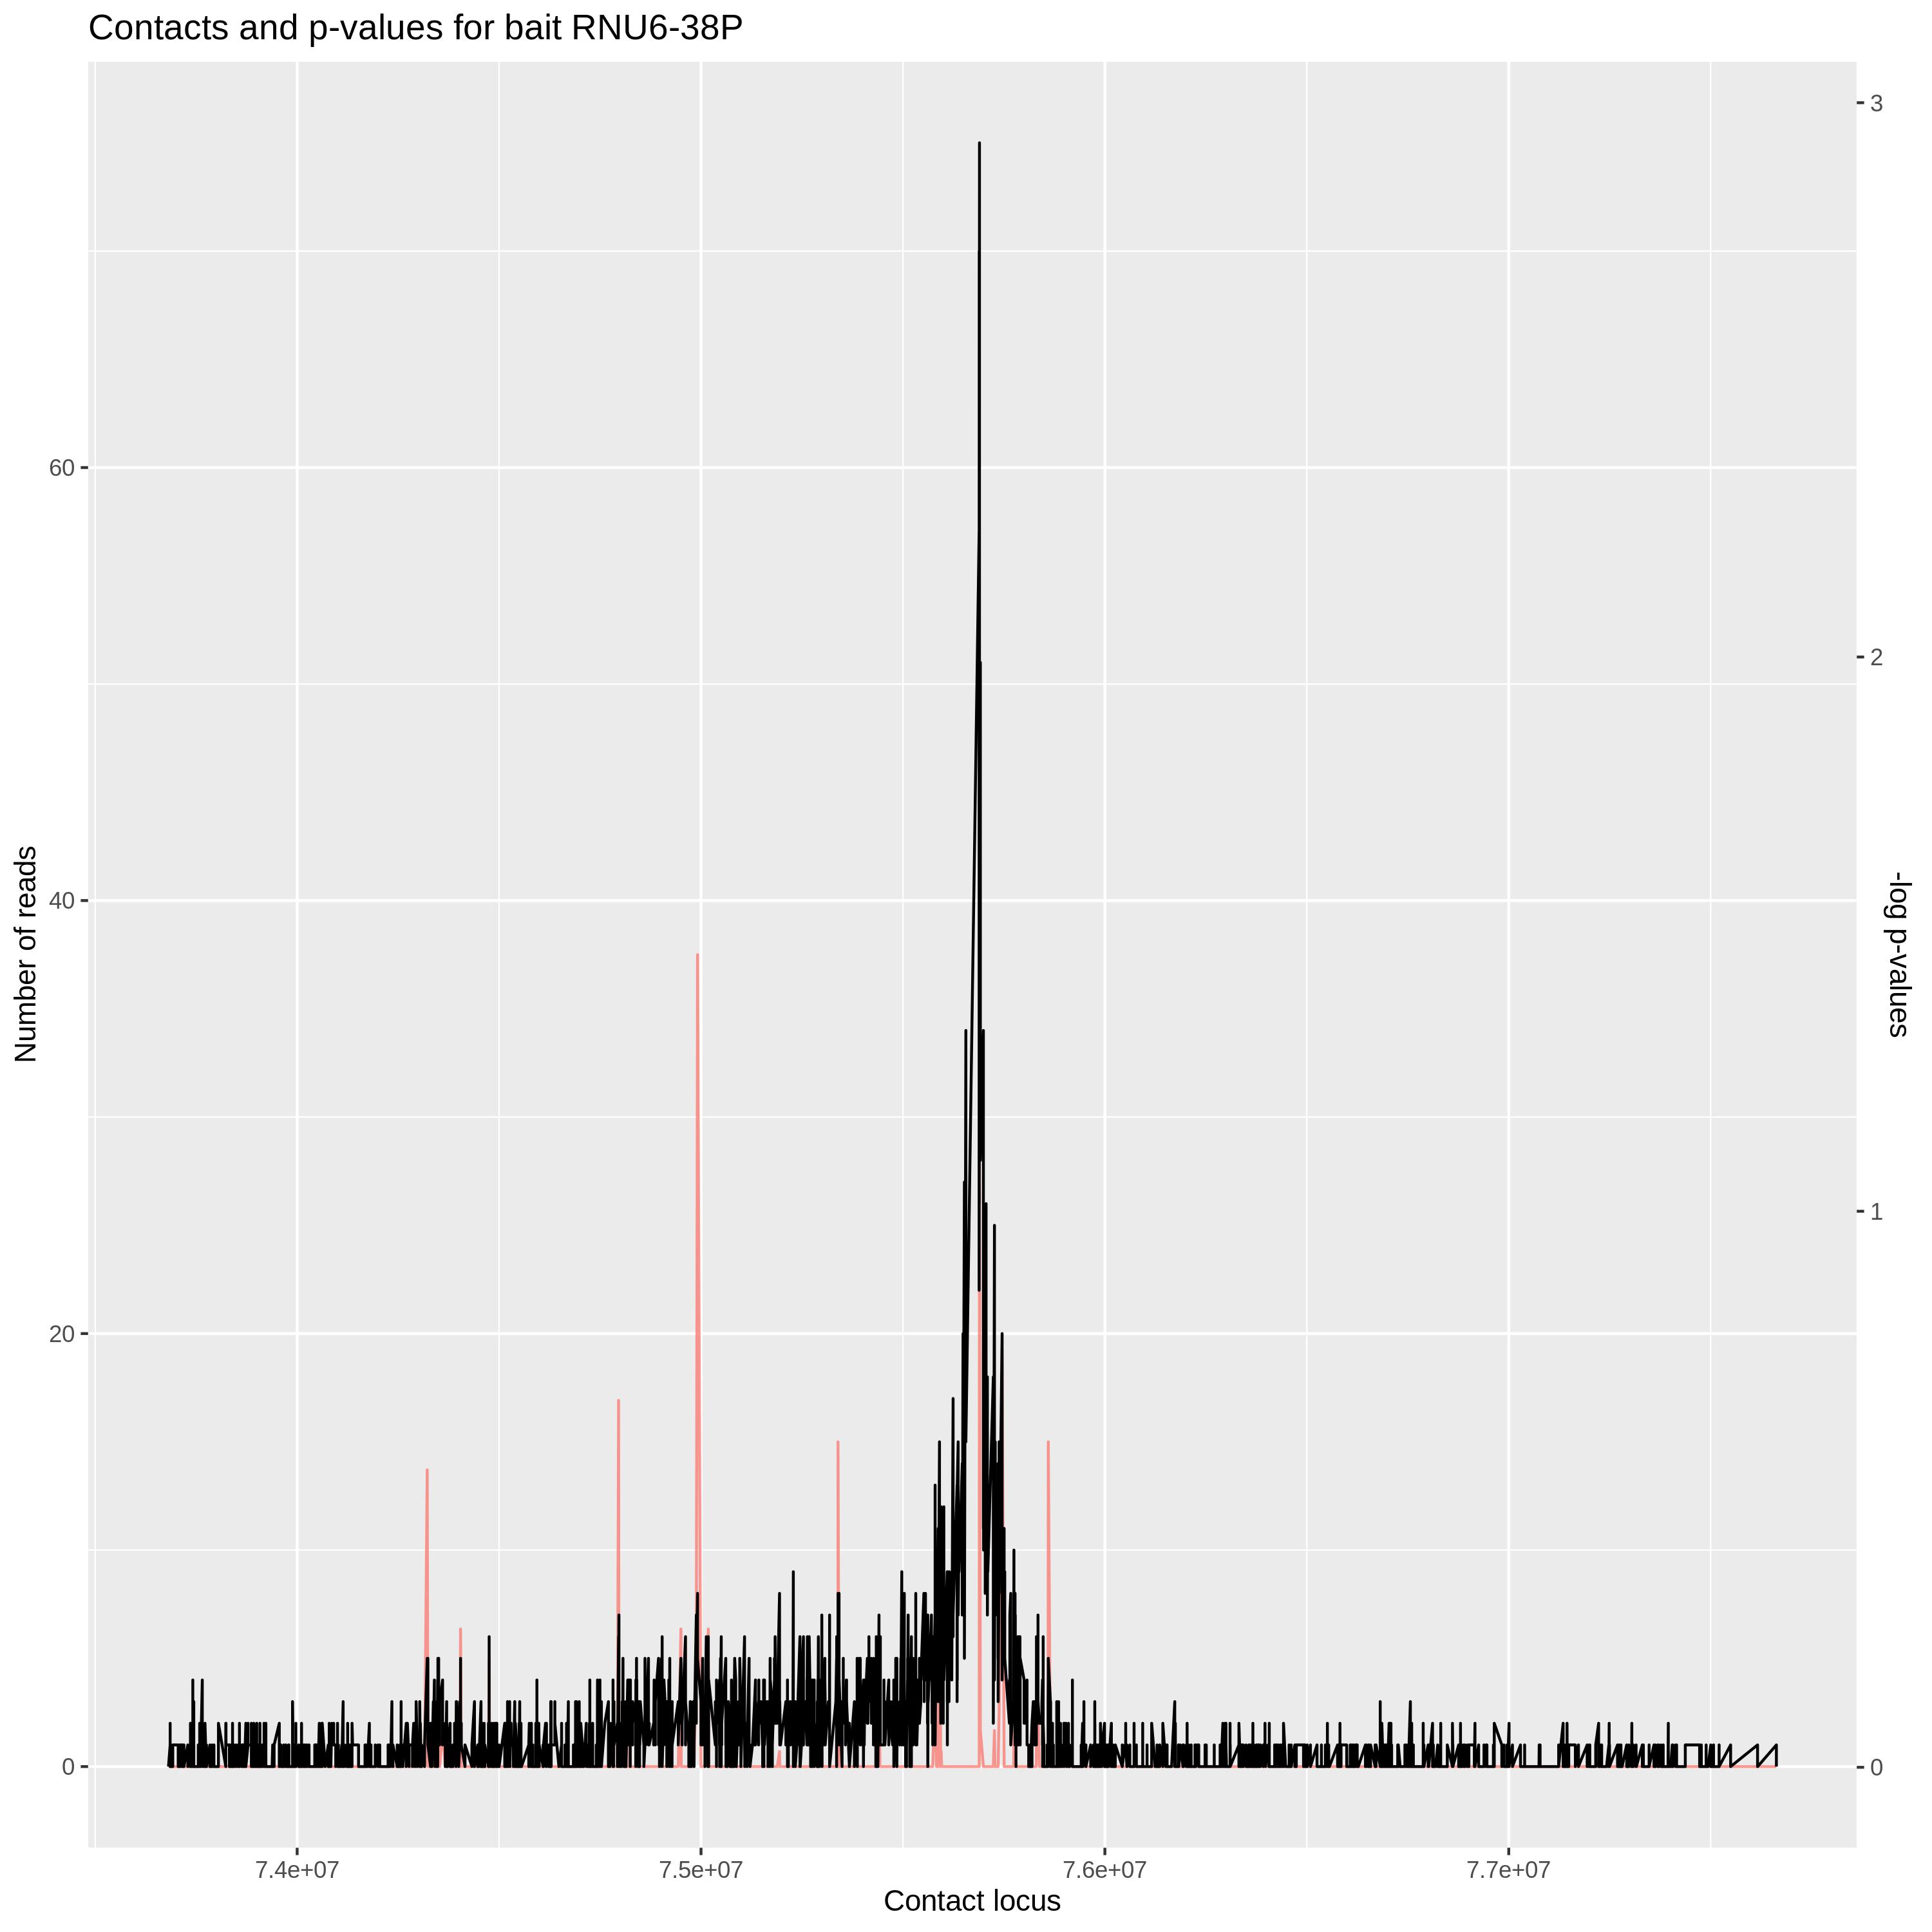 Contacts and p-values for bait RNU6-38P
Number of reads
60
40
20
0
3
2
1
0
-log p-values
7.4e+07 7.5e+07 7.6e+07 7.7e+07
Contact locus